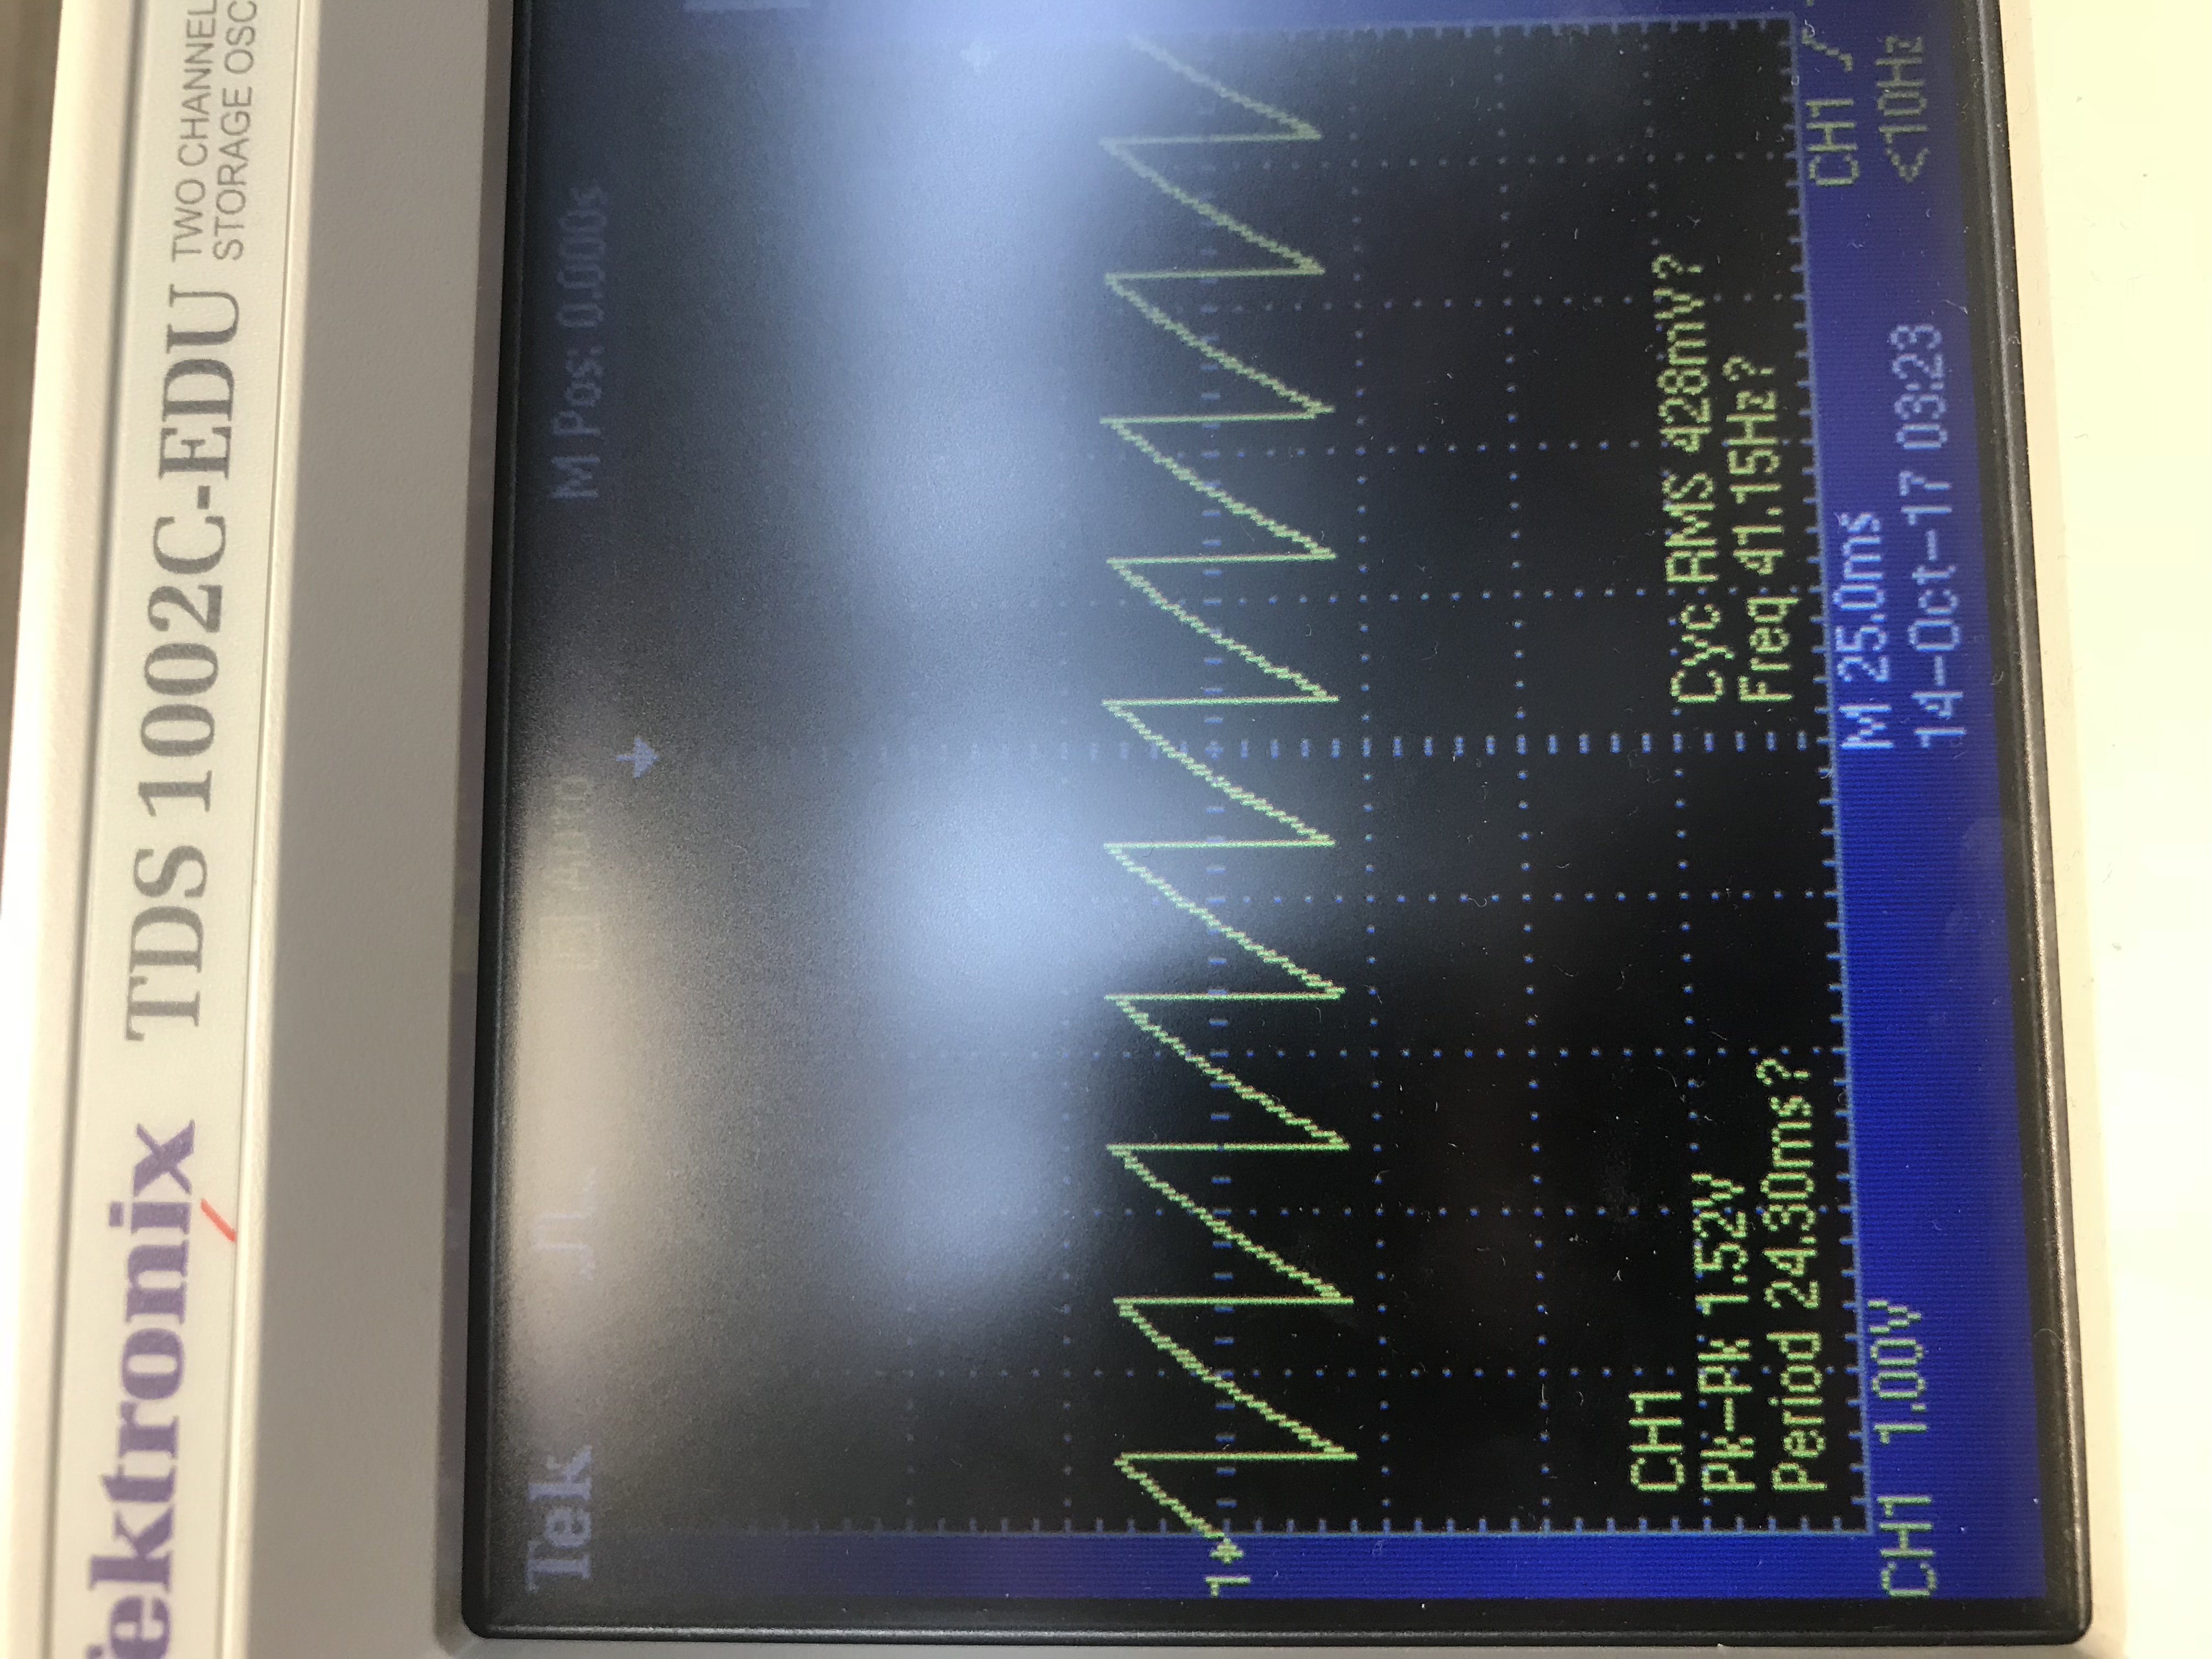 Tektronix TDS 1002C-EDU TWO CHANNEL
STORAGE OSC
Tek Auto M Pos: 0.000s
1
CH1
Pk-Pk 1.52V
Period 24.30ms?
Cyc RMS 428mV?
Freq 41.15Hz?
CH1 1.00V
M 25.0ms
14-Oct-17 03:23
CH1
<10Hz